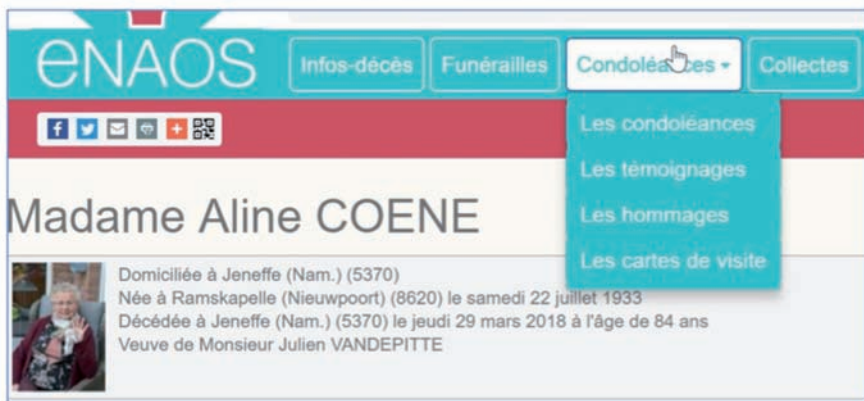 eNAOS
Infos-décès Funérailles Condoléances Collectes
Les condoléances
Les témoignages
Les hommages
Les cartes de visite
Madame Aline COENE
Domiciliée à Jeneffe (Nam.) (5370)
Née à Ramskapelle (Nieuwpoort) (8620) le samedi 22 juillet 1933
Décédée à Jeneffe (Nam.) (5370) le jeudi 29 mars 2018 à l'âge de 84 ans
Veuve de Monsieur Julien VANDEPITTE